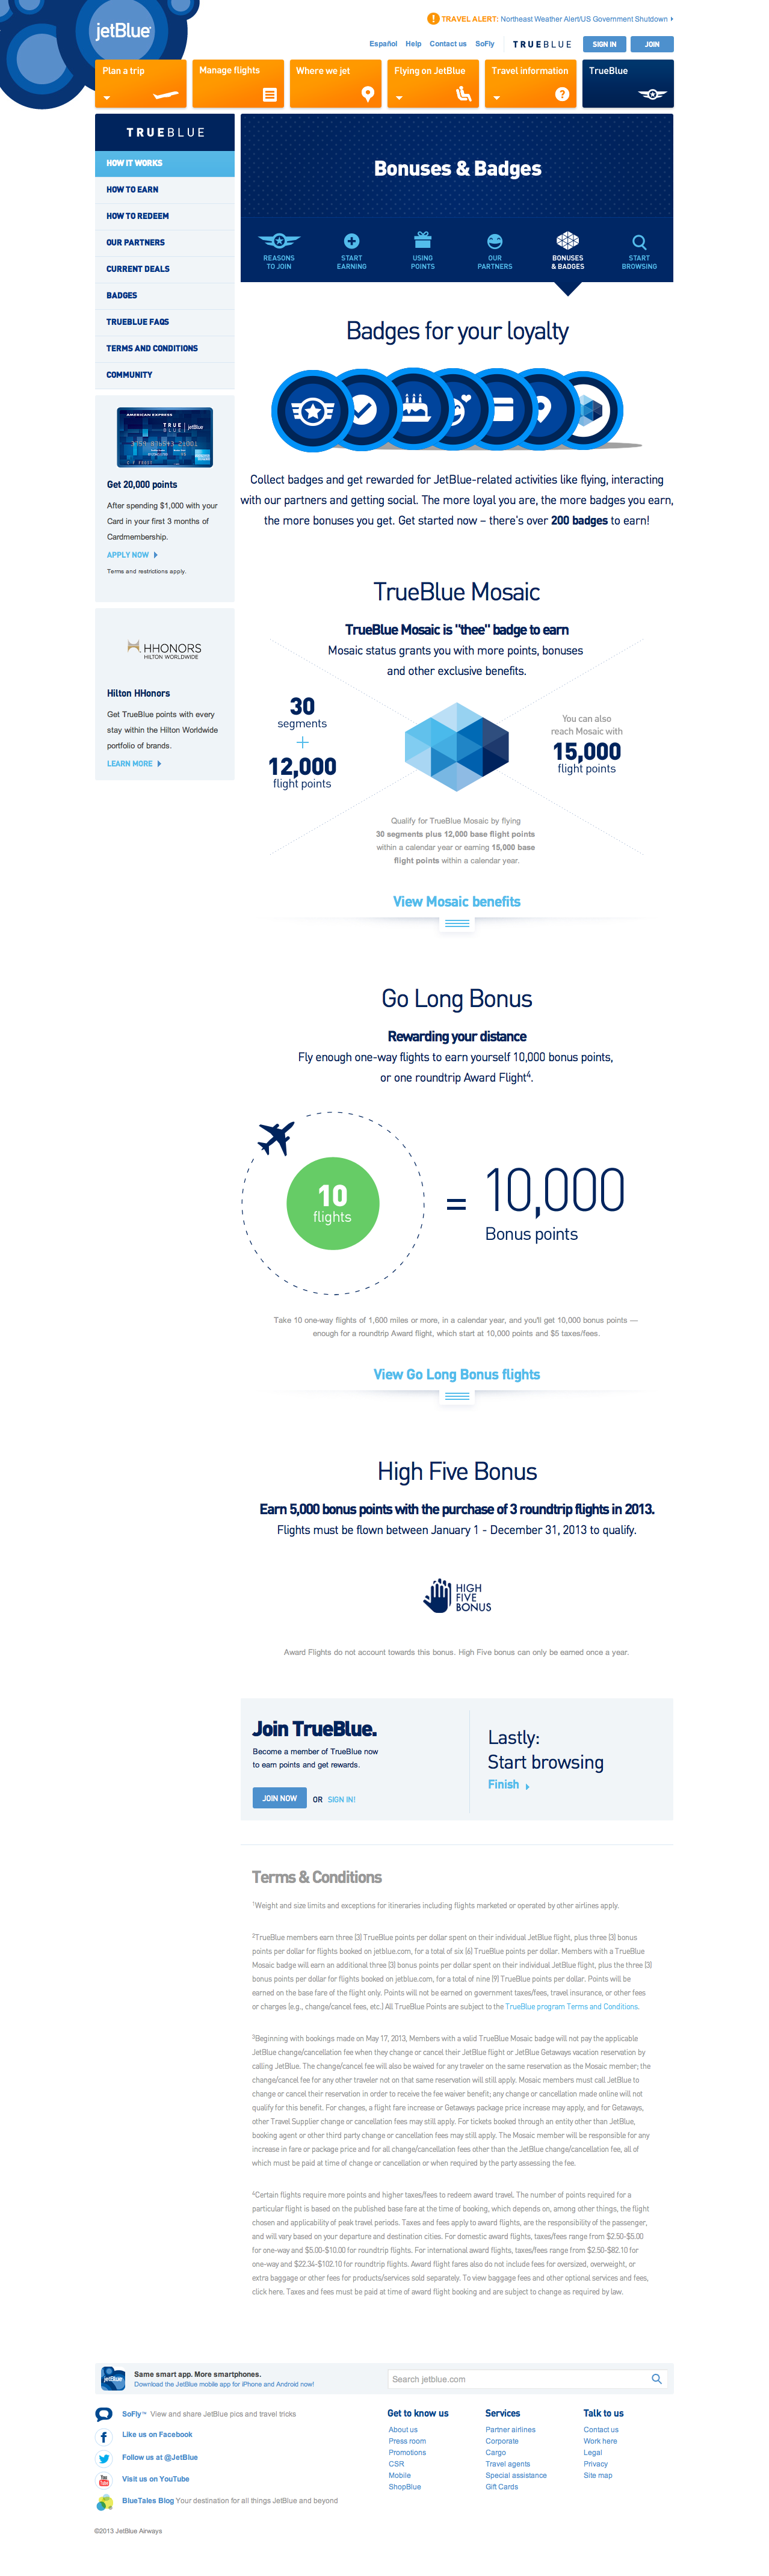 jetBlue
TRAVEL ALERT: Northeast Weather Alert/US Government Shutdown
Español Help Contact us SoFly TRUEBLUE SIGN IN JOIN
Plan a trip
Manage flights
Where we jet
Flying on JetBlue
Travel information
TrueBlue
TRUEBLUE
HOW IT WORKS
HOW TO EARN
HOW TO REDEEM
OUR PARTNERS
CURRENT DEALS
BADGES
TRUEBLUE FAQS
TERMS AND CONDITIONS
COMMUNITY
AMERICAN EXPRESS
TRUE BLUE jetBlue
Get 20,000 points
After spending $1,000 with your
Card in your first 3 months of
Cardmembership.
APPLY NOW
Terms and restrictions apply.
HHONORS
HILTON WORLDWIDE
Hilton HHonors
Get TrueBlue points with every
stay within the Hilton Worldwide
portfolio of brands.
LEARN MORE
Bonuses & Badges
REASONS
TO JOIN
START
EARNING
USING
POINTS
OUR
PARTNERS
BONUSES
& BADGES
START
BROWSING
Badges for your loyalty
Collect badges and get rewarded for JetBlue-related activities like flying, interacting
with our partners and getting social. The more loyal you are, the more badges you earn,
the more bonuses you get. Get started now – there's over 200 badges to earn!
TrueBlue Mosaic
TrueBlue Mosaic is "thee" badge to earn
Mosaic status grants you with more points, bonuses
and other exclusive benefits.
30
segments
+
12,000
flight points
You can also
reach Mosaic with
15,000
flight points
Qualify for TrueBlue Mosaic by flying
30 segments plus 12,000 base flight points
within a calendar year or earning 15,000 base
flight points within a calendar year.
View Mosaic benefits
Go Long Bonus
Rewarding your distance
Fly enough one-way flights to earn yourself 10,000 bonus points,
or one roundtrip Award Flight4.
10
flights
= 10,000
Bonus points
Take 10 one-way flights of 1,600 miles or more, in a calendar year, and you'll get 10,000 bonus points —
enough for a roundtrip Award flight, which start at 10,000 points and $5 taxes/fees.
View Go Long Bonus flights
High Five Bonus
Earn 5,000 bonus points with the purchase of 3 roundtrip flights in 2013.
Flights must be flown between January 1 - December 31, 2013 to qualify.
HIGH
FIVE
BONUS
Award Flights do not account towards this bonus. High Five bonus can only be earned once a year.
Join TrueBlue.
Become a member of TrueBlue now
to earn points and get rewards.
JOIN NOW OR SIGN IN!
Lastly:
Start browsing
Finish
Terms & Conditions
1Weight and size limits and exceptions for itineraries including flights marketed or operated by other airlines apply.
2TrueBlue members earn three (3) TrueBlue points per dollar spent on their individual JetBlue flight, plus three (3) bonus
points per dollar for flights booked on jetblue.com, for a total of six (6) TrueBlue points per dollar. Members with a TrueBlue
Mosaic badge will earn an additional three (3) bonus points per dollar spent on their individual JetBlue flight, plus the three (3)
bonus points per dollar for flights booked on jetblue.com, for a total of nine (9) TrueBlue points per dollar. Points will be
earned on the base fare of the flight only. Points will not be earned on government taxes/fees, travel insurance, or other fees
or charges (e.g., change/cancel fees, etc.) All TrueBlue Points are subject to the TrueBlue program Terms and Conditions.
3Beginning with bookings made on May 17, 2013, Members with a valid TrueBlue Mosaic badge will not pay the applicable
JetBlue change/cancellation fee when they change or cancel their JetBlue flight or JetBlue Getaways vacation reservation by
calling JetBlue. The change/cancel fee will also be waived for any traveler on the same reservation as the Mosaic member; the
change/cancel fee for any other traveler not on that same reservation will still apply. Mosaic members must call JetBlue to
change or cancel their reservation in order to receive the fee waiver benefit; any change or cancellation made online will not
qualify for this benefit. For changes, a flight fare increase or Getaways package price increase may apply, and for Getaways,
other Travel Supplier change or cancellation fees may still apply. For tickets booked through an entity other than JetBlue,
booking agent or other third party change or cancellation fees may still apply. The Mosaic member will be responsible for any
increase in fare or package price and for all change/cancellation fees other than the JetBlue change/cancellation fee, all of
which must be paid at time of change or cancellation or when required by the party assessing the fee.
4Certain flights require more points and higher taxes/fees to redeem award travel. The number of points required for a
particular flight is based on the published base fare at the time of booking, which depends on, among other things, the flight
chosen and applicability of peak travel periods. Taxes and fees apply to award flights, are the responsibility of the passenger,
and will vary based on your departure and destination cities. For domestic award flights, taxes/fees range from $2.50-$5.00
for one-way and $5.00-$10.00 for roundtrip flights. For international award flights, taxes/fees range from $2.50-$82.10 for
one-way and $22.34-$102.10 for roundtrip flights. Award flight fares also do not include fees for oversized, overweight, or
extra baggage or other fees for products/services sold separately. To view baggage fees and other optional services and fees,
click here. Taxes and fees must be paid at time of award flight booking and are subject to change as required by law.
jetBlue
Same smart app. More smartphones.
Download the JetBlue mobile app for iPhone and Android now!
Search jetblue.com
SoFly™ View and share JetBlue pics and travel tricks
Like us on Facebook
Follow us at @JetBlue
Visit us on YouTube
BlueTales Blog Your destination for all things JetBlue and beyond
Get to know us
About us
Press room
Promotions
CSR
Mobile
ShopBlue
Services
Partner airlines
Corporate
Cargo
Travel agents
Special assistance
Gift Cards
Talk to us
Contact us
Work here
Legal
Privacy
Site map
©2013 JetBlue Airways